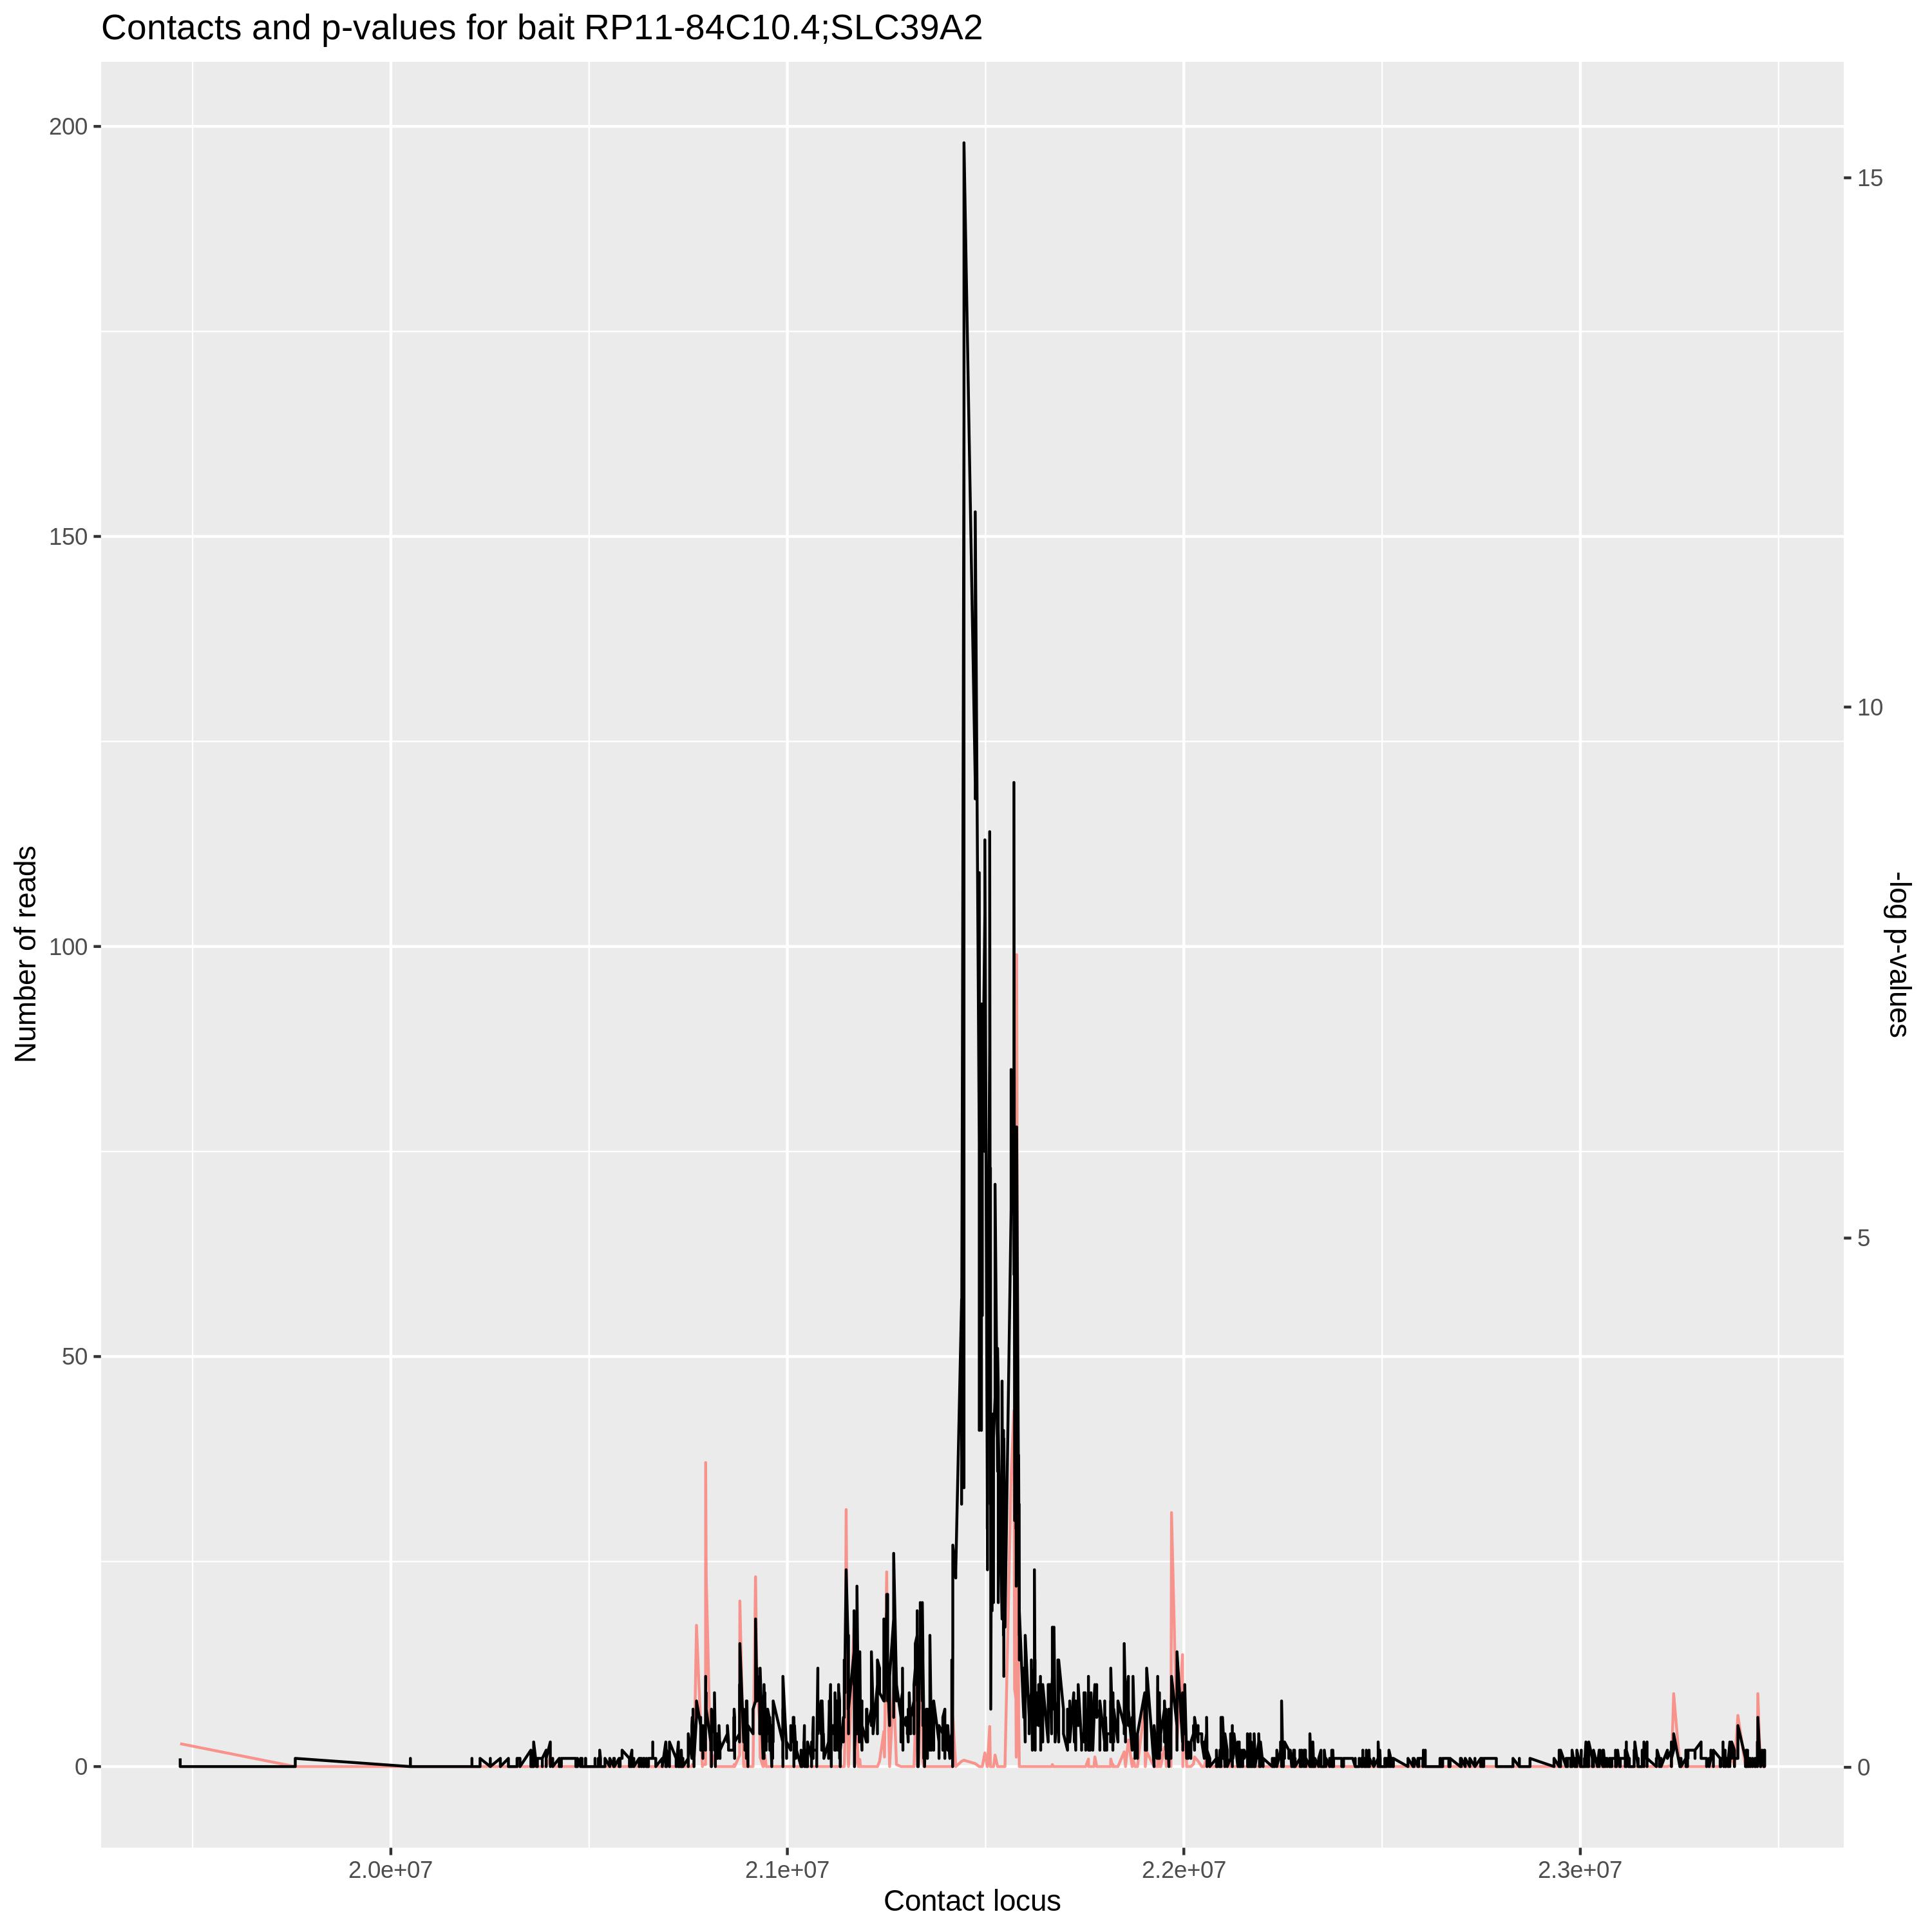 Contacts and p-values for bait RP11-84C10.4;SLC39A2
200
150
100
50
0
Number of reads
15
10
5
0
-log p-values
2.0e+07
2.1e+07
2.2e+07
2.3e+07
Contact locus